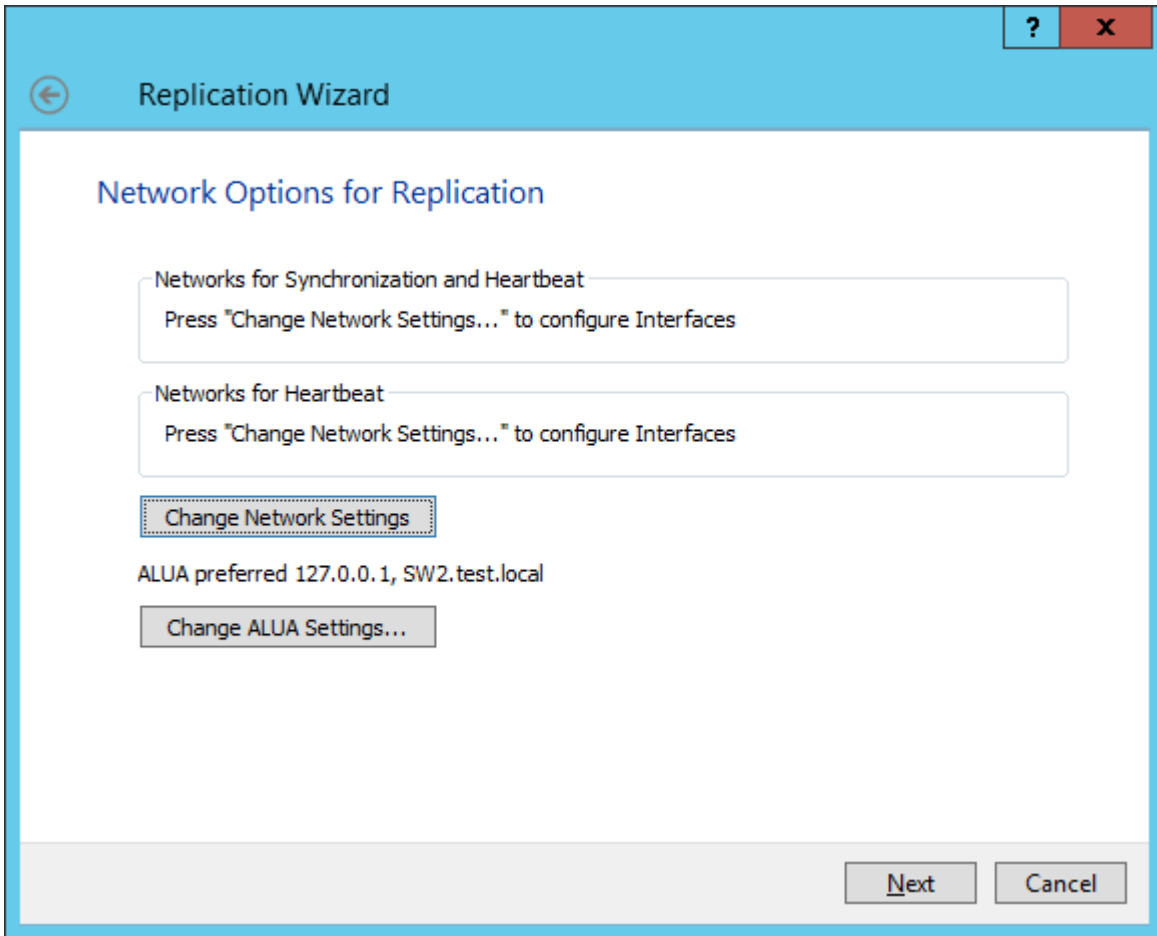 ?
x
Replication Wizard
Network Options for Replication
Networks for Synchronization and Heartbeat
Press "Change Network Settings..." to configure Interfaces
Networks for Heartbeat
Press "Change Network Settings..." to configure Interfaces
Change Network Settings
ALUA preferred 127.0.0.1, SW2.test.local
Change ALUA Settings...
Next
Cancel